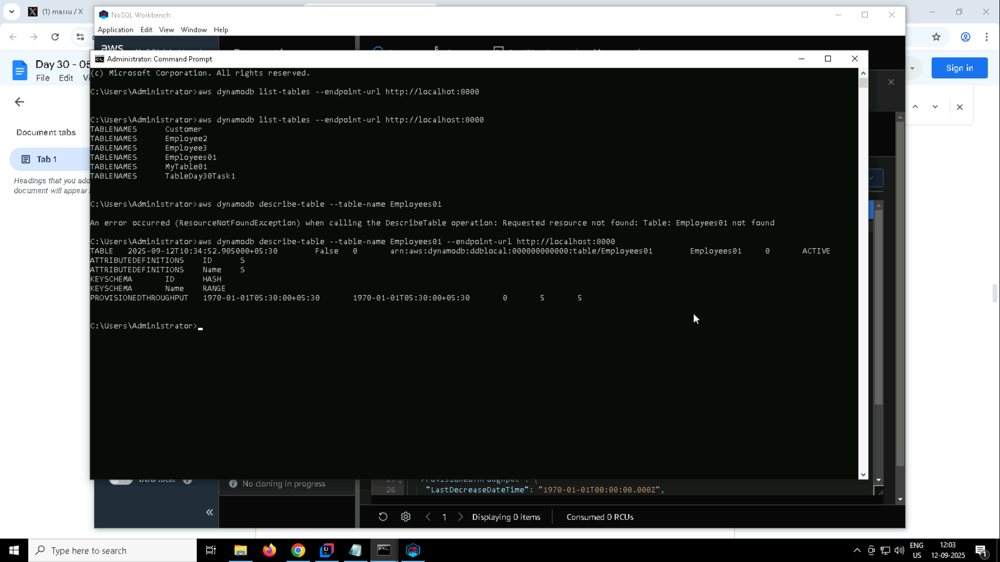 (1) massu / X
NoSQL Workbench
Application Edit View Window Help
aws
Administrator: Command Prompt
Day 30 - 05
Sign in
File Edit Vi
(c) Microsoft Corporation. All rights reserved.
C:\Users\Administrator>aws dynamodb list-tables --endpoint-url http://localhot:8000
C:\Users\Administrator>aws dynamodb list-tables --endpoint-url http://localhost:8000
TABLENAMES Customer
TABLENAMES Employee2
TABLENAMES Employee3
TABLENAMES Employees01
TABLENAMES MyTable01
TABLENAMES TableDay30Task1
Document tabs
Tab 1
Headings that you add
document will appear
C:\Users\Administrator>aws dynamodb describe-table --table-name Employees01
An error occurred (ResourceNotFoundException) when calling the DescribeTable operation: Requested resource not found: Table: Employees01 not found
C:\Users\Administrator>aws dynamodb describe-table --table-name Employees01 --endpoint-url http://localhost:8000
TABLE 2025-09-12T10:34:52.905000+05:30 False 0 arn:aws:dynamodb:ddblocal:000000000000:table/Employees01 Employees01 0 ACTIVE
ATTRIBUTEDEFINITIONS ID S
ATTRIBUTEDEFINITIONS Name S
KEYSCHEMA ID HASH
KEYSCHEMA Name RANGE
PROVISIONEDTHROUGHPUT 1970-01-01T05:30:00+05:30 1970-01-01T05:30:00+05:30 0 5 5
C:\Users\Administrator>
DDB local
No cloning in progress
25 "ProvisionedThroughput": {
26 "LastDecreaseDateTime": "1970-01-01T00:00:00.000Z",
1 Displaying 0 items Consumed 0 RCUs
Type here to search
ENG
US
12:03
12-09-2025
1